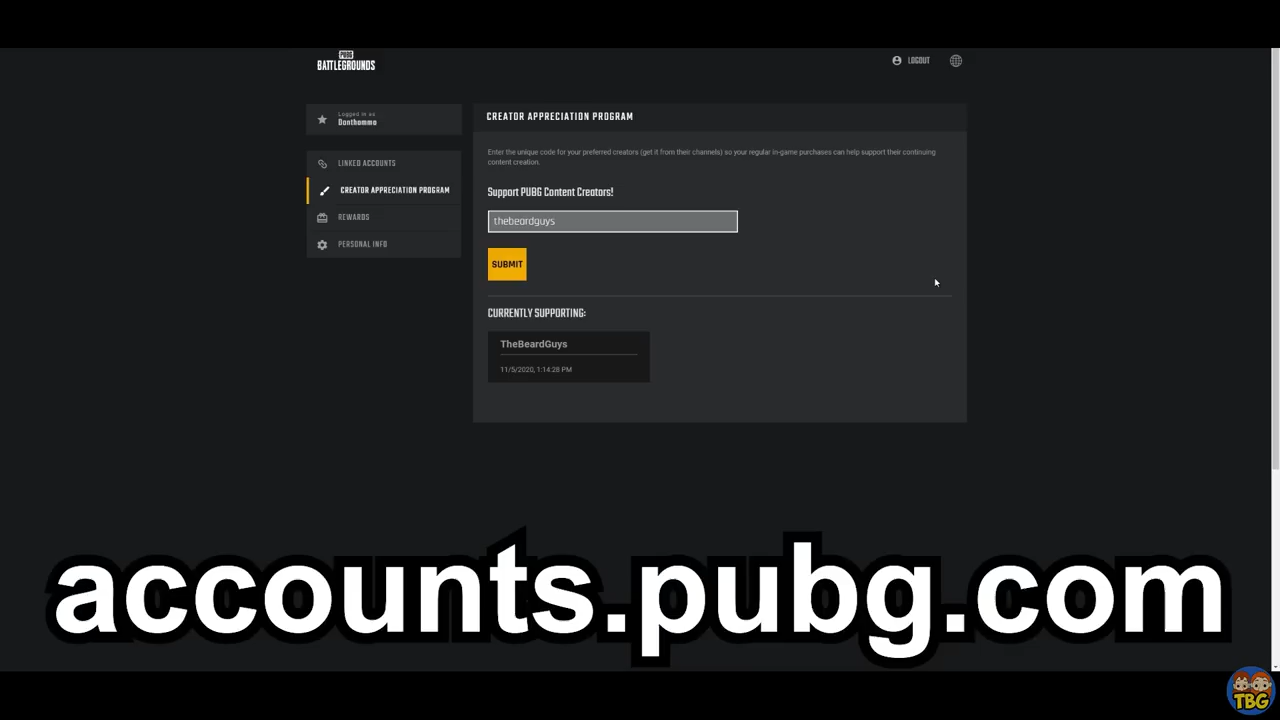 PUBG
BATTLEGROUNDS
LOGOUT
Logged in as
Danthommo
LINKED ACCOUNTS
CREATOR APPRECIATION PROGRAM
REWARDS
PERSONAL INFO
CREATOR APPRECIATION PROGRAM
Enter the unique code for your preferred creators (get it from their channels) so your regular in-game purchases can help support their continuing
content creation.
Support PUBG Content Creators!
thebeardguys
SUBMIT
CURRENTLY SUPPORTING:
TheBeardGuys
11/5/2020, 1:14:28 PM
accounts.pubg.com
TBG